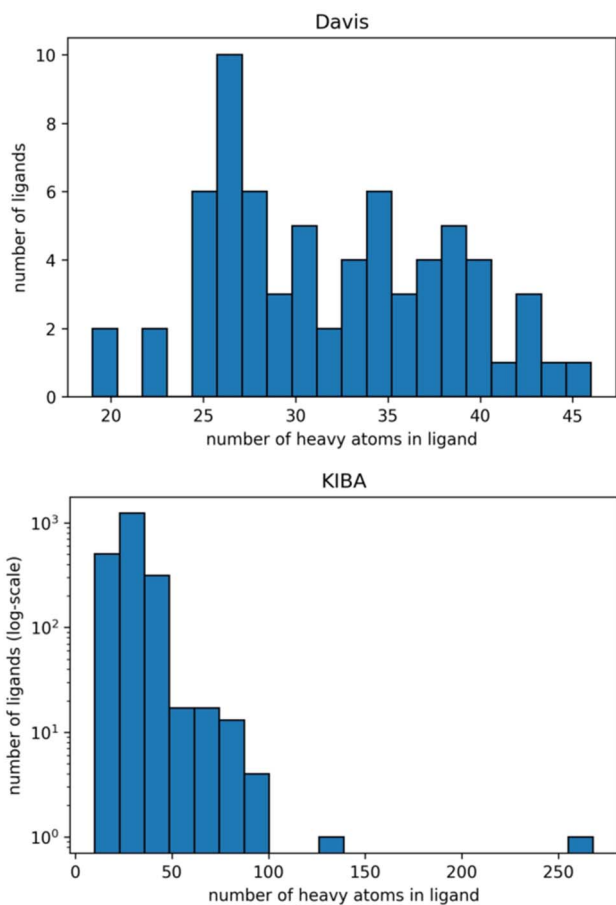 Davis
10
8
6
4
2
0
number of ligands
20 25 30 35 40 45
number of heavy atoms in ligand
KIBA
10³
10²
10¹
10⁰
number of ligands (log-scale)
0 50 100 150 200 250
number of heavy atoms in ligand